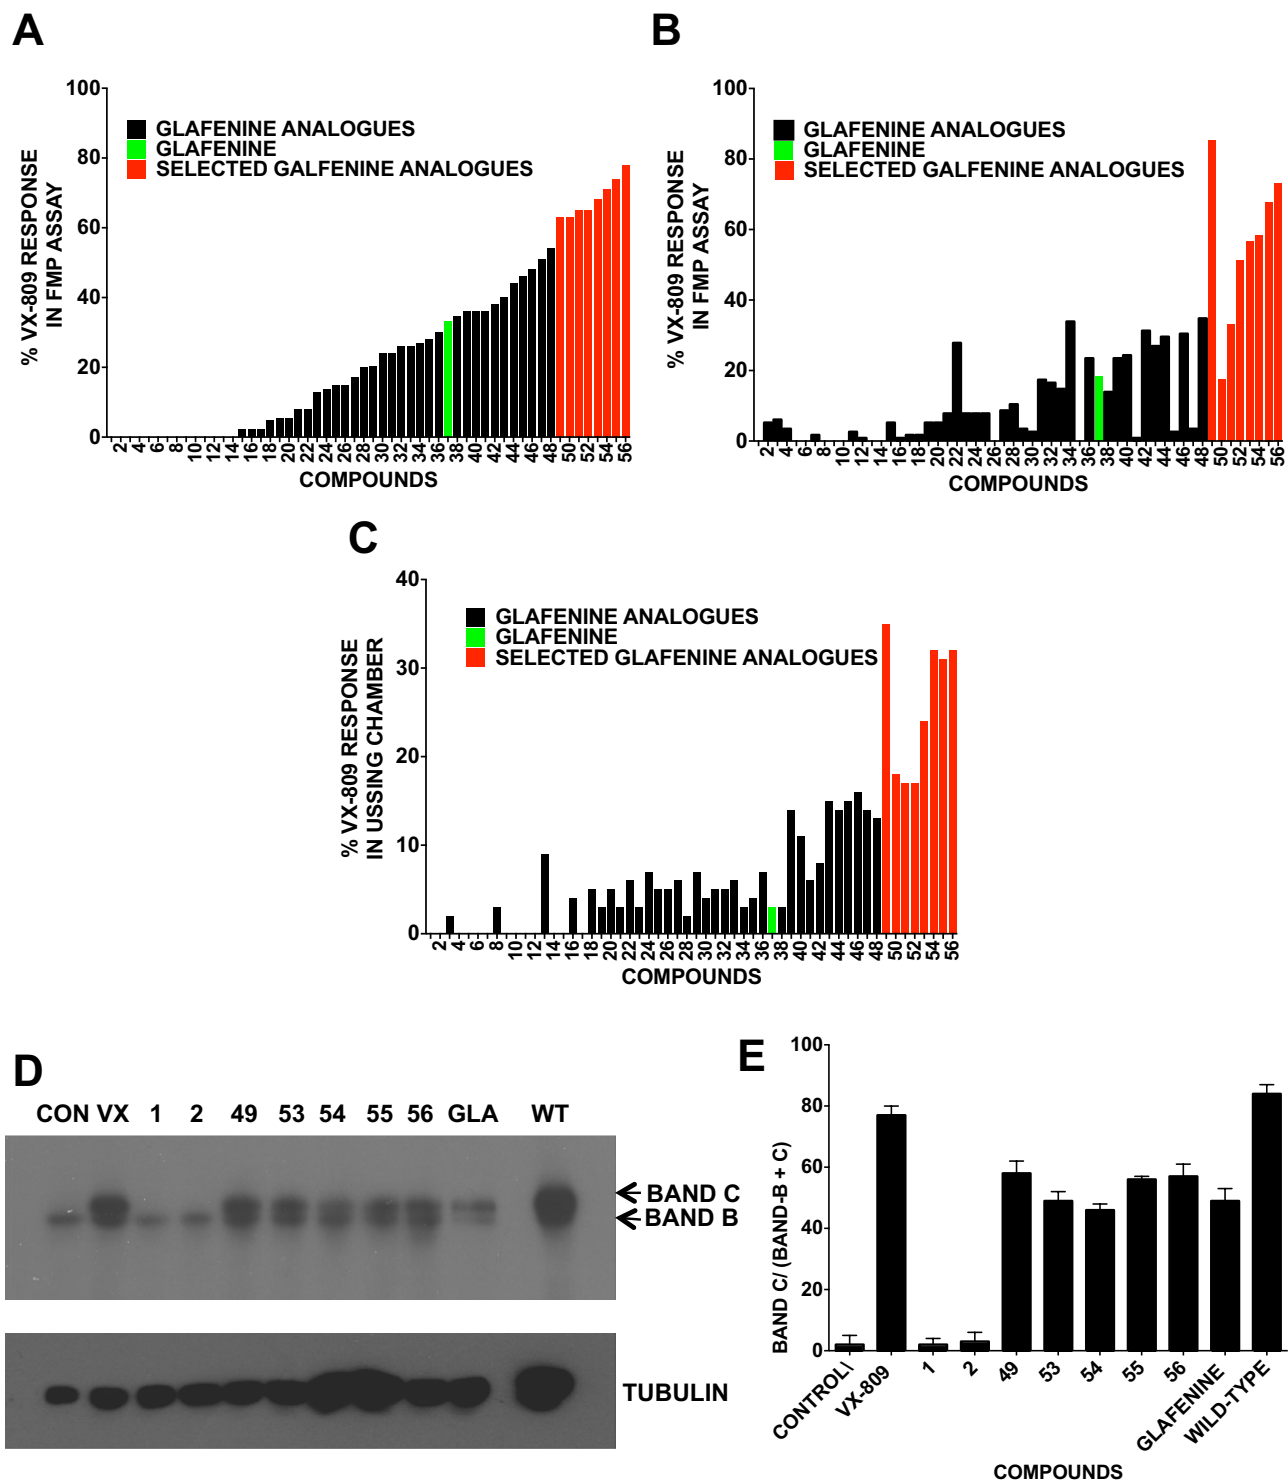 A
100
80
60
40
20
0
% VX-809 RESPONSE
IN FMP ASSAY
GLAFENINE ANALOGUES
GLAFENINE
SELECTED GALFENINE ANALOGUES
2 4 6 8 10 12 14 16 18 20 22 24 26 28 30 32 34 36 38 40 42 44 46 48 50 52 54 56
COMPOUNDS
B
100
80
60
40
20
0
% VX-809 RESPONSE
IN FMP ASSAY
GLAFENINE ANALOGUES
GLAFENINE
SELECTED GALFENINE ANALOGUES
2 4 6 8 10 12 14 16 18 20 22 24 26 28 30 32 34 36 38 40 42 44 46 48 50 52 54 56
COMPOUNDS
C
40
30
20
10
0
% VX-809 RESPONSE
IN USSING CHAMBER
GLAFENINE ANALOGUES
GLAFENINE
SELECTED GLAFENINE ANALOGUES
2 4 6 8 10 12 14 16 18 20 22 24 26 28 30 32 34 36 38 40 42 44 46 48 50 52 54 56
COMPOUNDS
D
CON VX 1 2 49 53 54 55 56 GLA WT
BAND C
BAND B
TUBULIN
E
100
80
60
40
20
0
BAND C/ (BAND-B + C)
CONTROL\ VX-809 1 2 49 53 54 55 56 GLAFENINE WILD-TYPE
COMPOUNDS